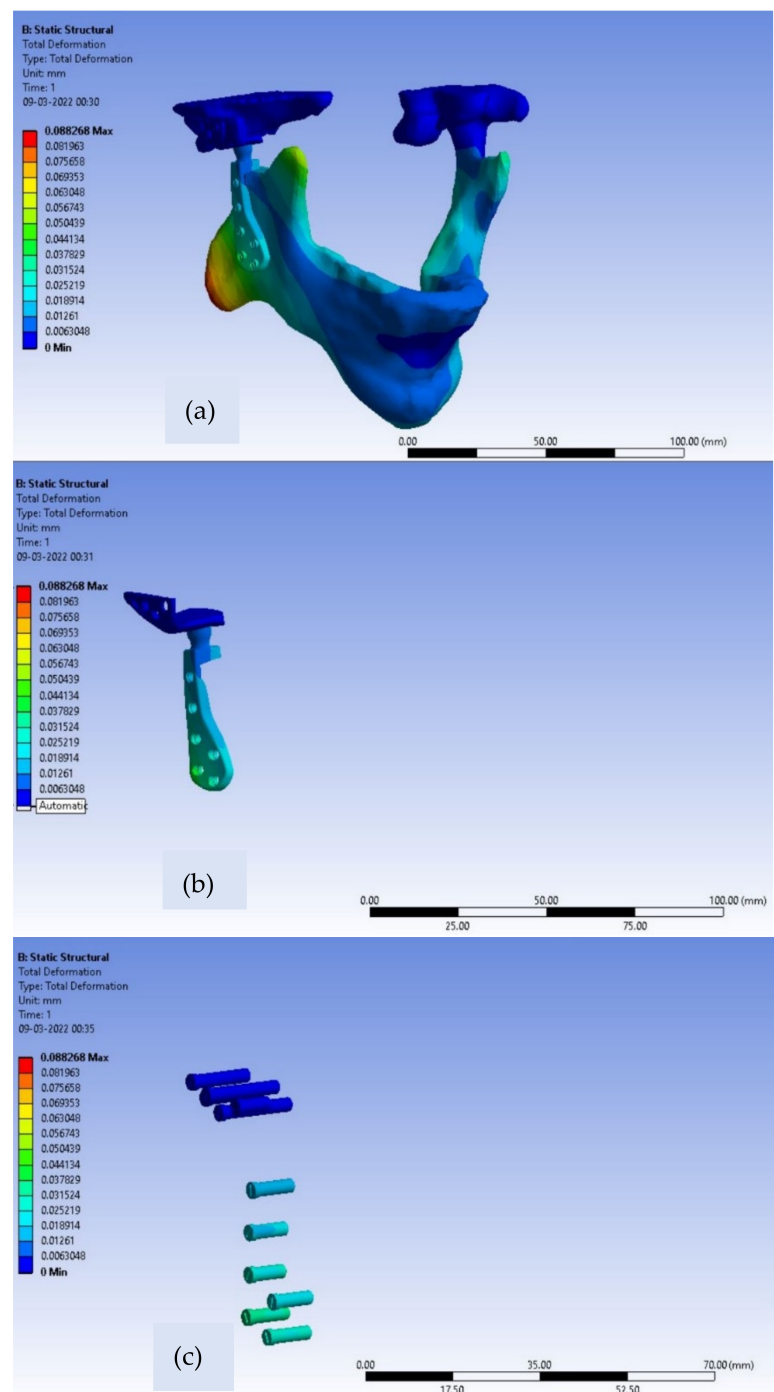 B: Static Structural
Total Deformation
Type: Total Deformation
Unit: mm
Time: 1
09-03-2022 00:30
0.088268 Max
0.081963
0.075658
0.069353
0.063048
0.056743
0.050439
0.044134
0.037829
0.031524
0.025219
0.018914
0.01261
0.0063048
0 Min
(a)
0.00 50.00 100.00 (mm)
B: Static Structural
Total Deformation
Type: Total Deformation
Unit: mm
Time: 1
09-03-2022 00:31
0.088268 Max
0.081963
0.075658
0.069353
0.063048
0.056743
0.050439
0.044134
0.037829
0.031524
0.025219
0.018914
0.01261
0.0063048
Automatic
(b)
0.00 50.00 100.00 (mm)
25.00 75.00
B: Static Structural
Total Deformation
Type: Total Deformation
Unit: mm
Time: 1
09-03-2022 00:35
0.088268 Max
0.081963
0.075658
0.069353
0.063048
0.056743
0.050439
0.044134
0.037829
0.031524
0.025219
0.018914
0.01261
0.0063048
0 Min
(c)
0.00 35.00 70.00 (mm)
17.50 52.50